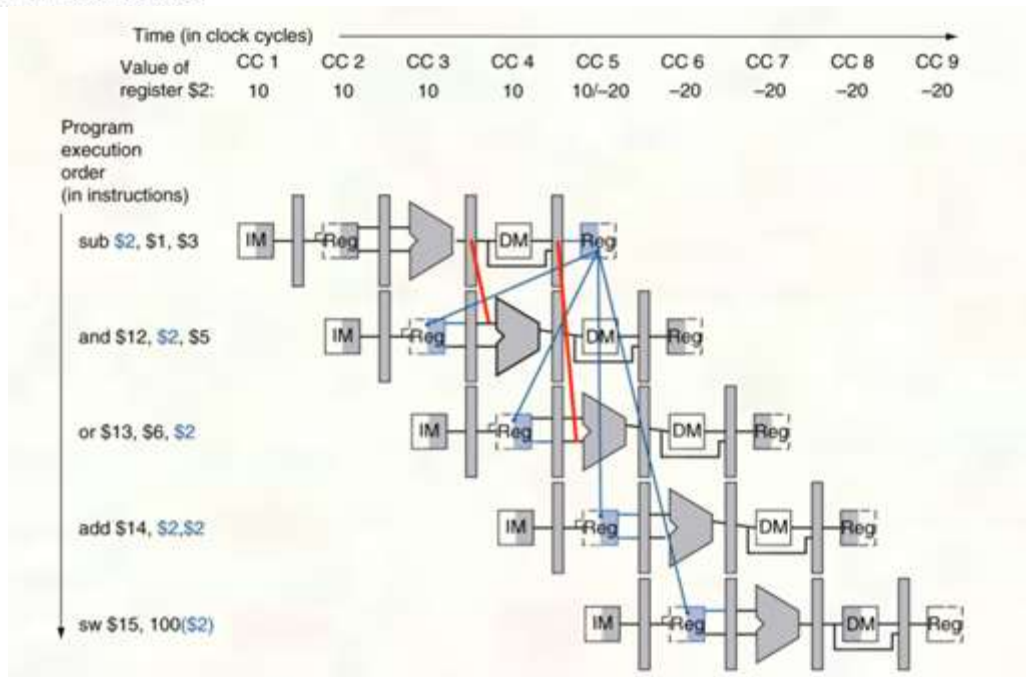 Time (in clock cycles)
Value of register $2:
CC 1 CC 2 CC 3 CC 4 CC 5 CC 6 CC 7 CC 8 CC 9
10 10 10 10 10/–20 –20 –20 –20 –20
Program
execution
order
(in instructions)
sub $2, $1, $3
IM Reg DM Reg
and $12, $2, $5
IM Reg DM Reg
or $13, $6, $2
IM Reg DM Reg
add $14, $2,$2
IM Reg DM Reg
sw $15, 100($2)
IM Reg DM Reg